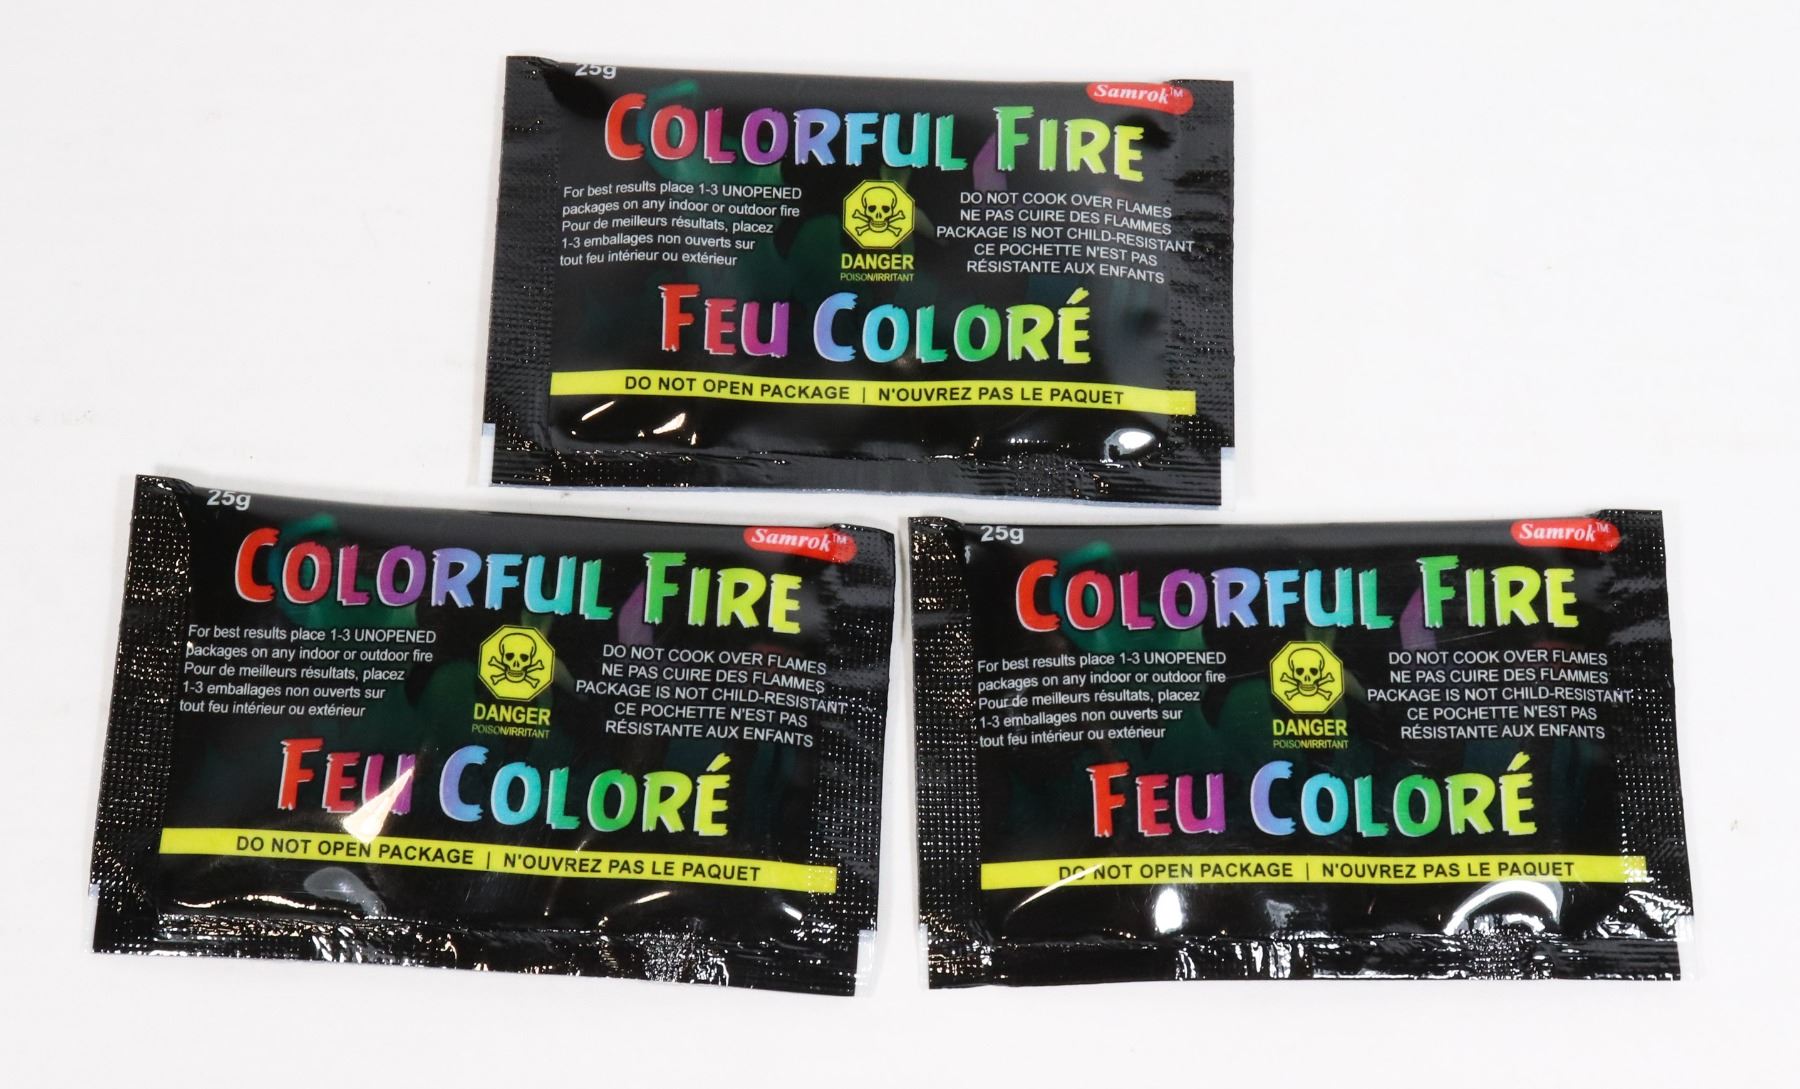 25g
Samrok™
COLORFUL FIRE
For best results place 1-3 UNOPENED
packages on any indoor or outdoor fire
Pour de meilleurs résultats, placez
1-3 emballages non ouverts sur
tout feu intérieur ou extérieur
DANGER
POISON/IRRITANT
DO NOT COOK OVER FLAMES
NE PAS CUIRE DES FLAMMES
PACKAGE IS NOT CHILD-RESISTANT
CE POCHETTE N'EST PAS
RÉSISTANTE AUX ENFANTS
FEU COLORÉ
DO NOT OPEN PACKAGE | N'OUVREZ PAS LE PAQUET
25g
Samrok™
COLORFUL FIRE
For best results place 1-3 UNOPENED
packages on any indoor or outdoor fire
Pour de meilleurs résultats, placez
1-3 emballages non ouverts sur
tout feu intérieur ou extérieur
DANGER
POISON/IRRITANT
DO NOT COOK OVER FLAMES
NE PAS CUIRE DES FLAMMES
PACKAGE IS NOT CHILD-RESISTANT
CE POCHETTE N'EST PAS
RÉSISTANTE AUX ENFANTS
FEU COLORÉ
DO NOT OPEN PACKAGE | N'OUVREZ PAS LE PAQUET
25g
Samrok™
COLORFUL FIRE
For best results place 1-3 UNOPENED
packages on any indoor or outdoor fire
Pour de meilleurs résultats, placez
1-3 emballages non ouverts sur
tout feu intérieur ou extérieur
DANGER
POISON/IRRITANT
DO NOT COOK OVER FLAMES
NE PAS CUIRE DES FLAMMES
PACKAGE IS NOT CHILD-RESISTANT
CE POCHETTE N'EST PAS
RÉSISTANTE AUX ENFANTS
FEU COLORÉ
DO NOT OPEN PACKAGE | N'OUVREZ PAS LE PAQUET